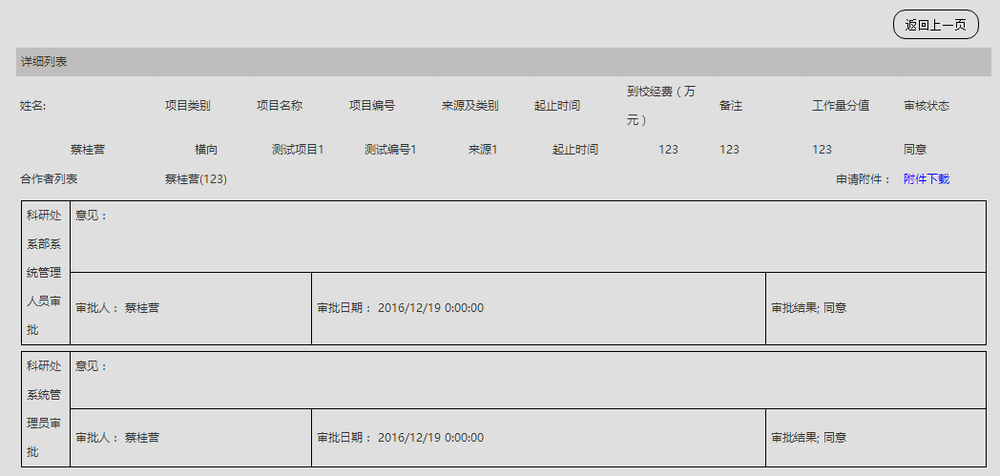 返回上一页
详细列表
姓名: 项目类别 项目名称 项目编号 来源及类别 起止时间 到校经费（万元） 备注 工作量分值 审核状态
蔡桂营 横向 测试项目1 测试编号1 来源1 起止时间 123 123 123 同意
合作者列表 蔡桂营(123) 申请附件： 附件下载
科研处
系部系
统管理
人员审
批
意见：
审批人： 蔡桂营 审批日期： 2016/12/19 0:00:00 审批结果; 同意
科研处
系统管
理员审
批
意见：
审批人： 蔡桂营 审批日期： 2016/12/19 0:00:00 审批结果; 同意